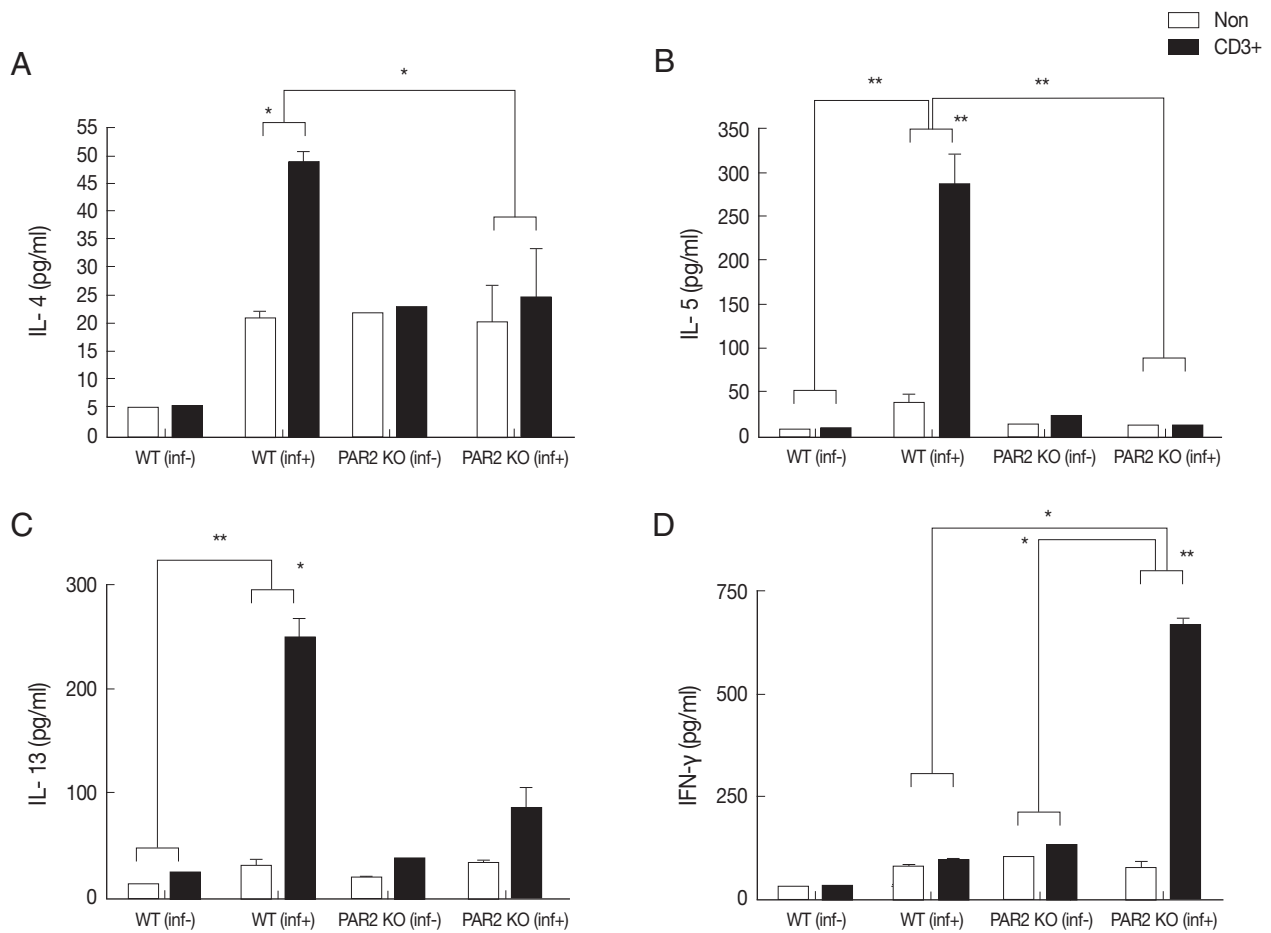 Non
CD3+
A
*
*
55
50
45
40
35
30
25
20
15
10
5
0
IL- 4 (pg/ml)
WT (inf-)
WT (inf+)
PAR2 KO (inf-)
PAR2 KO (inf+)
B
**
**
**
350
300
250
200
150
100
50
0
IL- 5 (pg/ml)
WT (inf-)
WT (inf+)
PAR2 KO (inf-)
PAR2 KO (inf+)
C
**
*
300
200
100
0
IL- 13 (pg/ml)
WT (inf-)
WT (inf+)
PAR2 KO (inf-)
PAR2 KO (inf+)
D
*
*
**
750
500
250
0
IFN-γ (pg/ml)
WT (inf-)
WT (inf+)
PAR2 KO (inf-)
PAR2 KO (inf+)